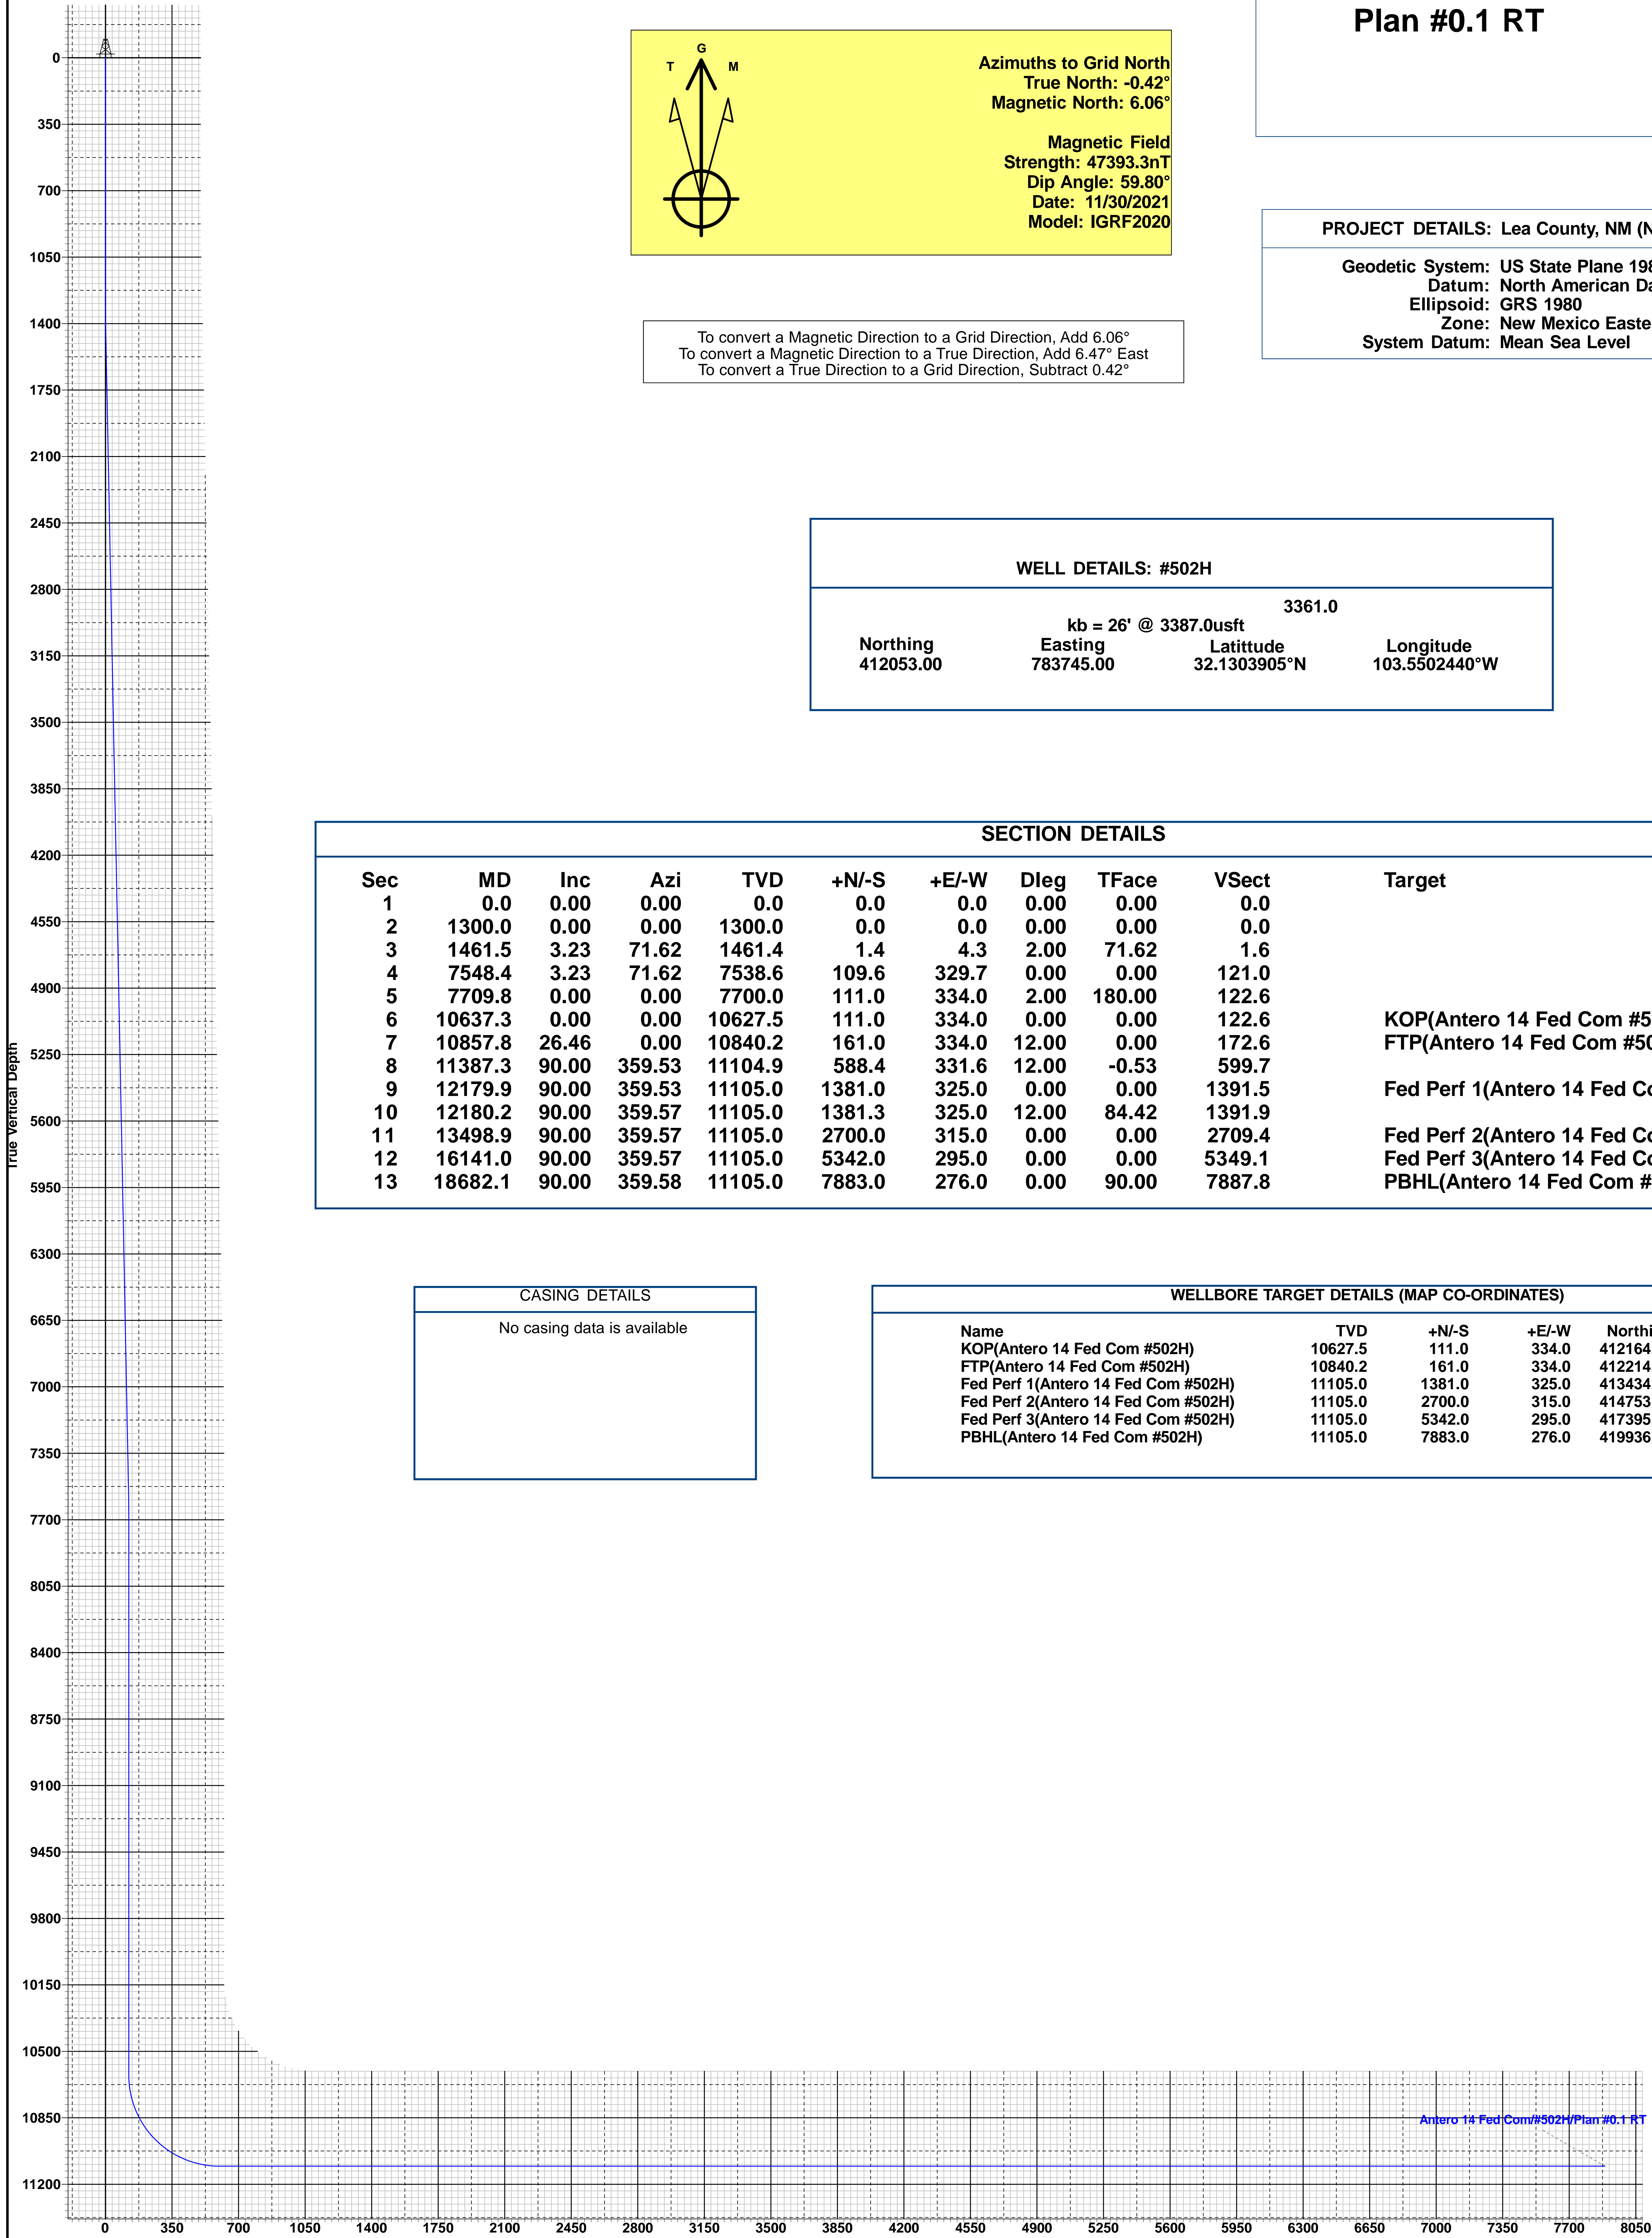 Plan #0.1 RT
G
T M
Azimuths to Grid North
True North: -0.42°
Magnetic North: 6.06°
Magnetic Field
Strength: 47393.3nT
Dip Angle: 59.80°
Date: 11/30/2021
Model: IGRF2020
PROJECT DETAILS: Lea County, NM (N
Geodetic System: US State Plane 198
Datum: North American Da
Ellipsoid: GRS 1980
Zone: New Mexico Easte
System Datum: Mean Sea Level
To convert a Magnetic Direction to a Grid Direction, Add 6.06°
To convert a Magnetic Direction to a True Direction, Add 6.47° East
To convert a True Direction to a Grid Direction, Subtract 0.42°
WELL DETAILS: #502H
3361.0
kb = 26' @ 3387.0usft
Northing Easting Latittude Longitude
412053.00 783745.00 32.1303905°N 103.5502440°W
SECTION DETAILS
Sec MD Inc Azi TVD +N/-S +E/-W Dleg TFace VSect Target
1 0.0 0.00 0.00 0.0 0.0 0.0 0.00 0.00 0.0
2 1300.0 0.00 0.00 1300.0 0.0 0.0 0.00 0.00 0.0
3 1461.5 3.23 71.62 1461.4 1.4 4.3 2.00 71.62 1.6
4 7548.4 3.23 71.62 7538.6 109.6 329.7 0.00 0.00 121.0
5 7709.8 0.00 0.00 7700.0 111.0 334.0 2.00 180.00 122.6
6 10637.3 0.00 0.00 10627.5 111.0 334.0 0.00 0.00 122.6 KOP(Antero 14 Fed Com #5
7 10857.8 26.46 0.00 10840.2 161.0 334.0 12.00 0.00 172.6 FTP(Antero 14 Fed Com #50
8 11387.3 90.00 359.53 11104.9 588.4 331.6 12.00 -0.53 599.7
9 12179.9 90.00 359.53 11105.0 1381.0 325.0 0.00 0.00 1391.5 Fed Perf 1(Antero 14 Fed Co
10 12180.2 90.00 359.57 11105.0 1381.3 325.0 12.00 84.42 1391.9
11 13498.9 90.00 359.57 11105.0 2700.0 315.0 0.00 0.00 2709.4 Fed Perf 2(Antero 14 Fed Co
12 16141.0 90.00 359.57 11105.0 5342.0 295.0 0.00 0.00 5349.1 Fed Perf 3(Antero 14 Fed Co
13 18682.1 90.00 359.58 11105.0 7883.0 276.0 0.00 90.00 7887.8 PBHL(Antero 14 Fed Com #
CASING DETAILS
No casing data is available
WELLBORE TARGET DETAILS (MAP CO-ORDINATES)
Name TVD +N/-S +E/-W Northi
KOP(Antero 14 Fed Com #502H) 10627.5 111.0 334.0 412164
FTP(Antero 14 Fed Com #502H) 10840.2 161.0 334.0 412214
Fed Perf 1(Antero 14 Fed Com #502H) 11105.0 1381.0 325.0 413434
Fed Perf 2(Antero 14 Fed Com #502H) 11105.0 2700.0 315.0 414753
Fed Perf 3(Antero 14 Fed Com #502H) 11105.0 5342.0 295.0 417395
PBHL(Antero 14 Fed Com #502H) 11105.0 7883.0 276.0 419936
True Vertical Depth
0
350
700
1050
1400
1750
2100
2450
2800
3150
3500
3850
4200
4550
4900
5250
5600
5950
6300
6650
7000
7350
7700
8050
8400
8750
9100
9450
9800
10150
10500
10850
11200
Antero 14 Fed Com/#502H/Plan #0.1 RT
0 350 700 1050 1400 1750 2100 2450 2800 3150 3500 3850 4200 4550 4900 5250 5600 5950 6300 6650 7000 7350 7700 8050